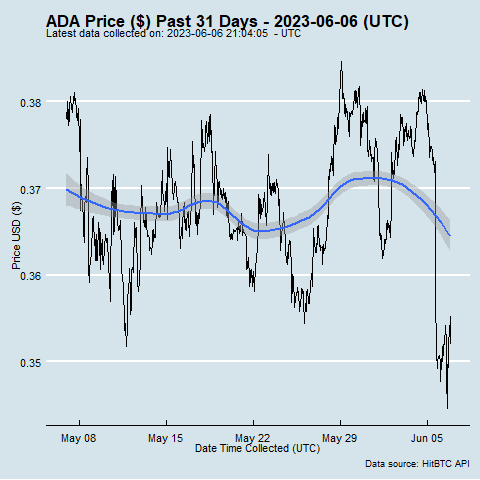 ADA Price ($) Past 31 Days - 2023-06-06 (UTC)
Latest data collected on: 2023-06-06 21:04:05 - UTC
Price USD ($)
0.38
0.37
0.36
0.35
May 08 May 15 May 22 May 29 Jun 05
Date Time Collected (UTC)
Data source: HitBTC API